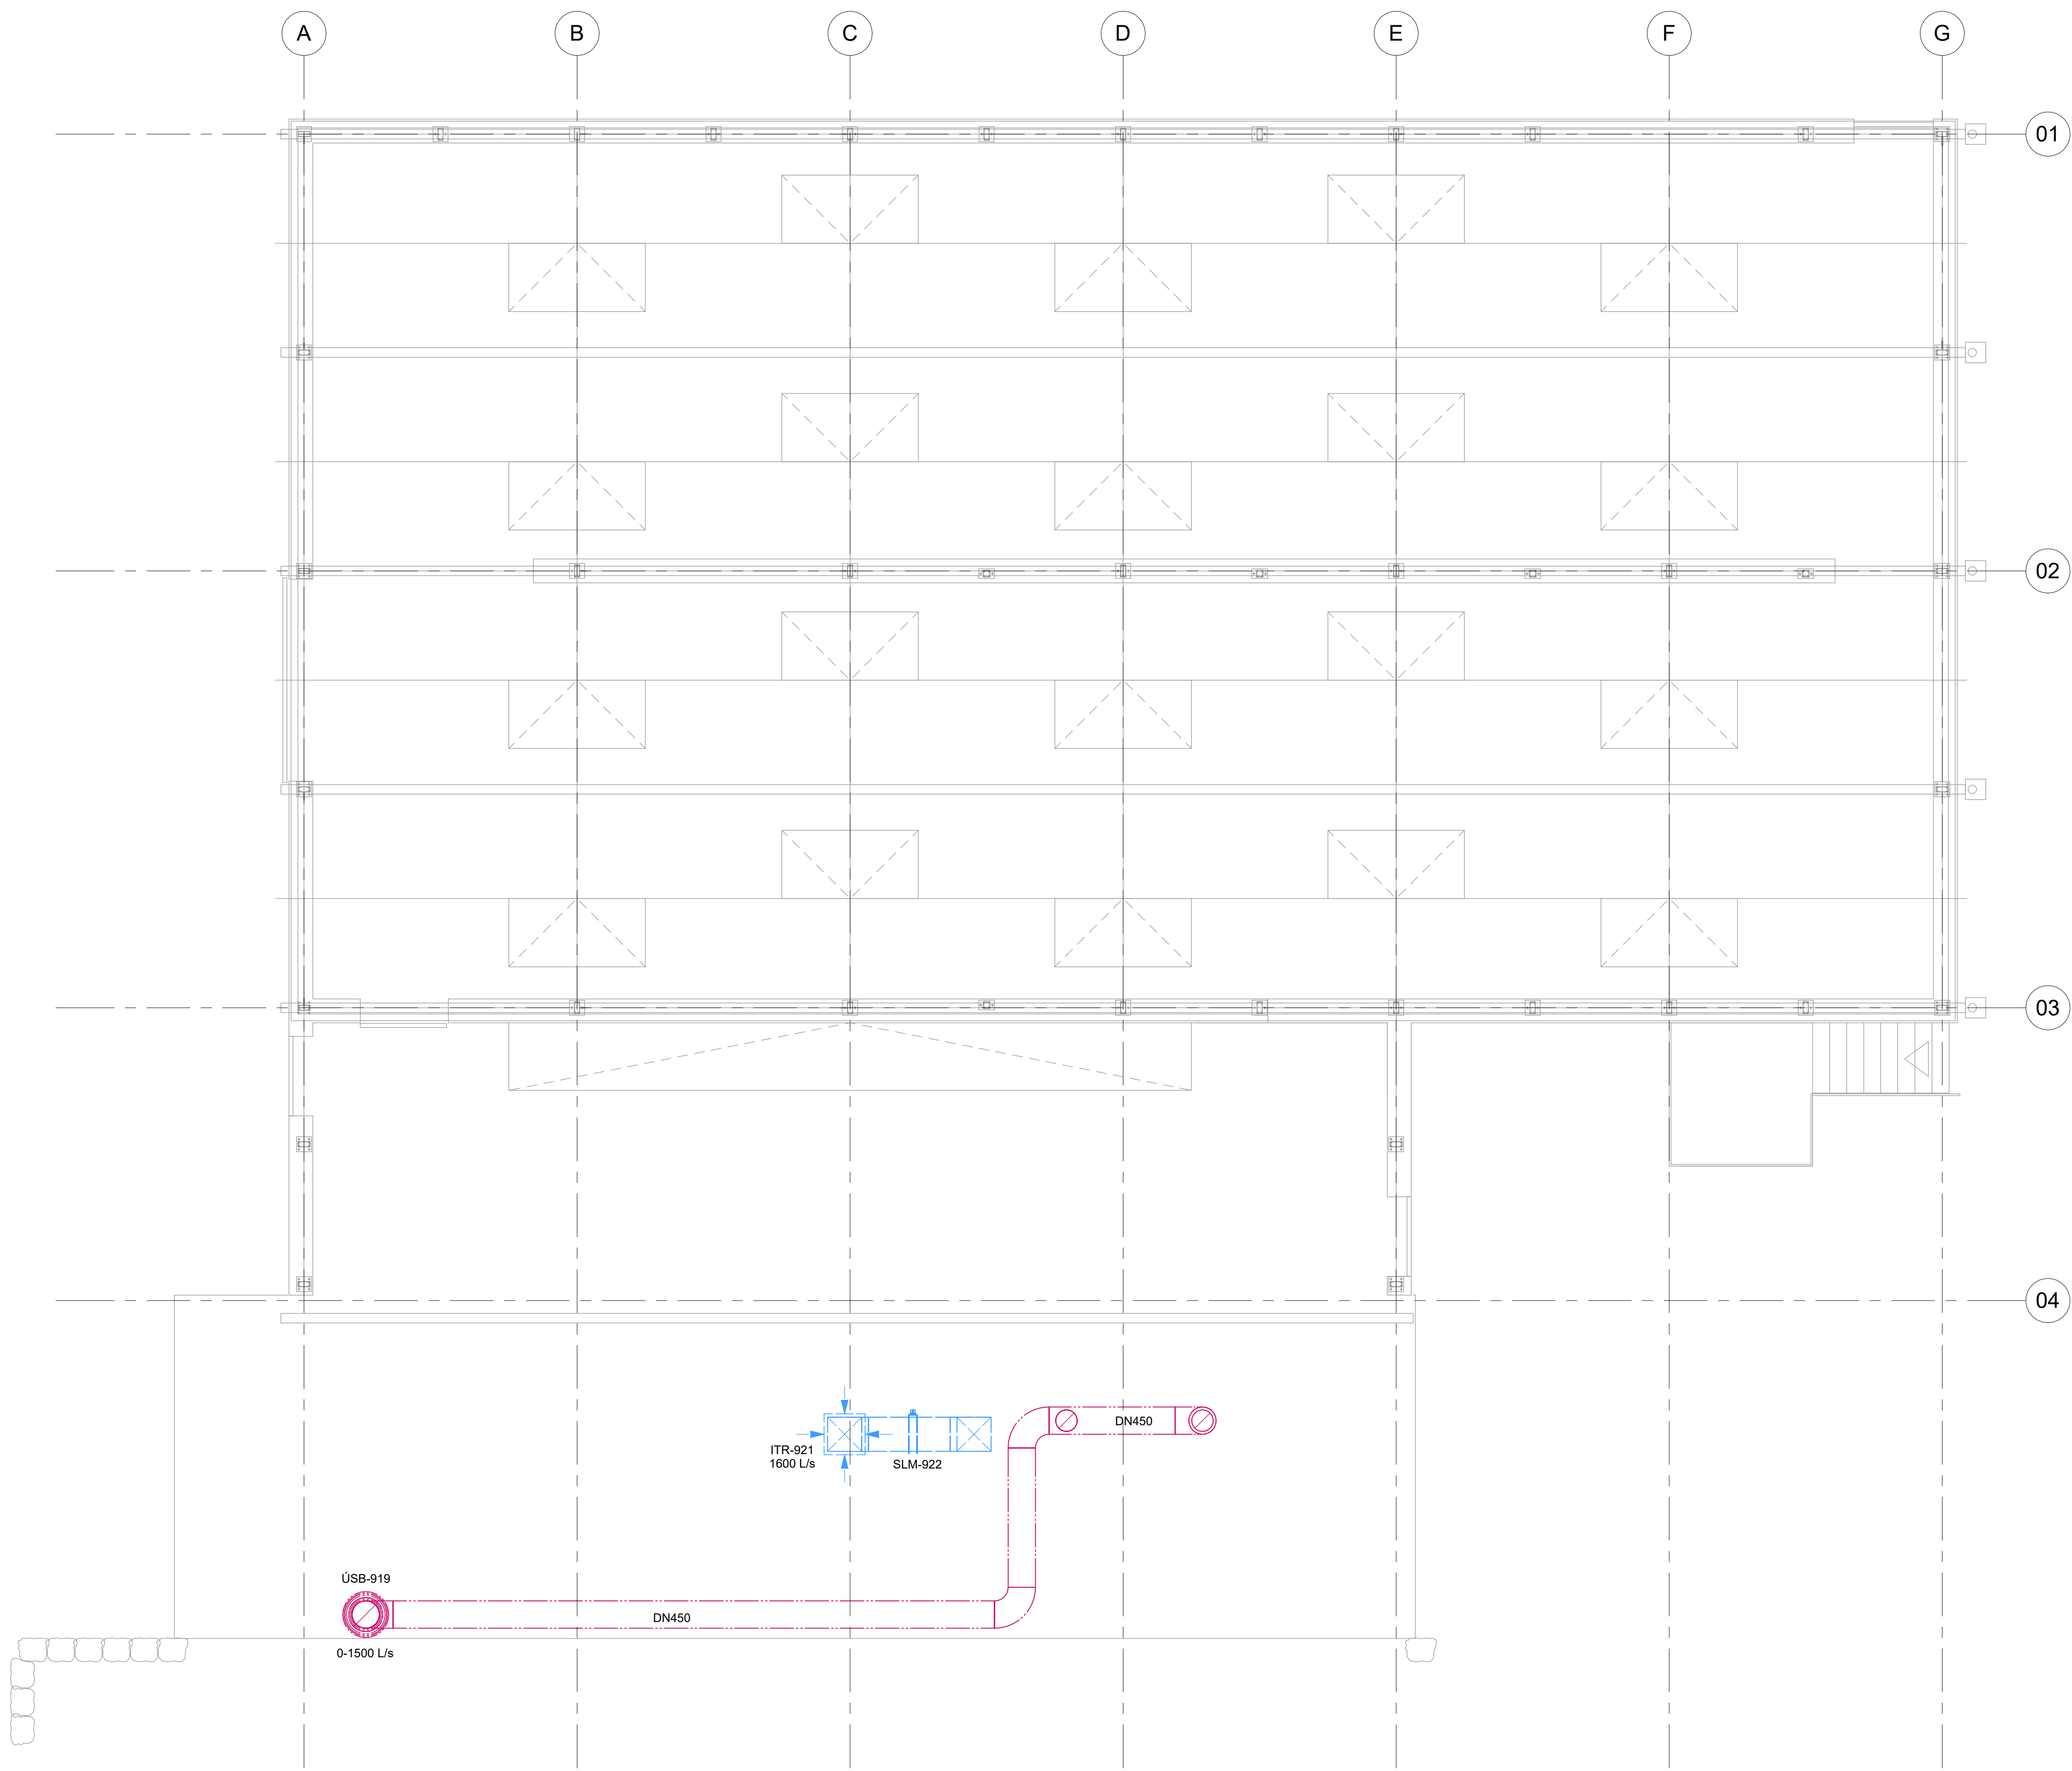 A
B
C
D
E
F
G
01
02
03
04
DN450
ITR-921
1600 L/s
SLM-922
ÚSB-919
DN450
0-1500 L/s